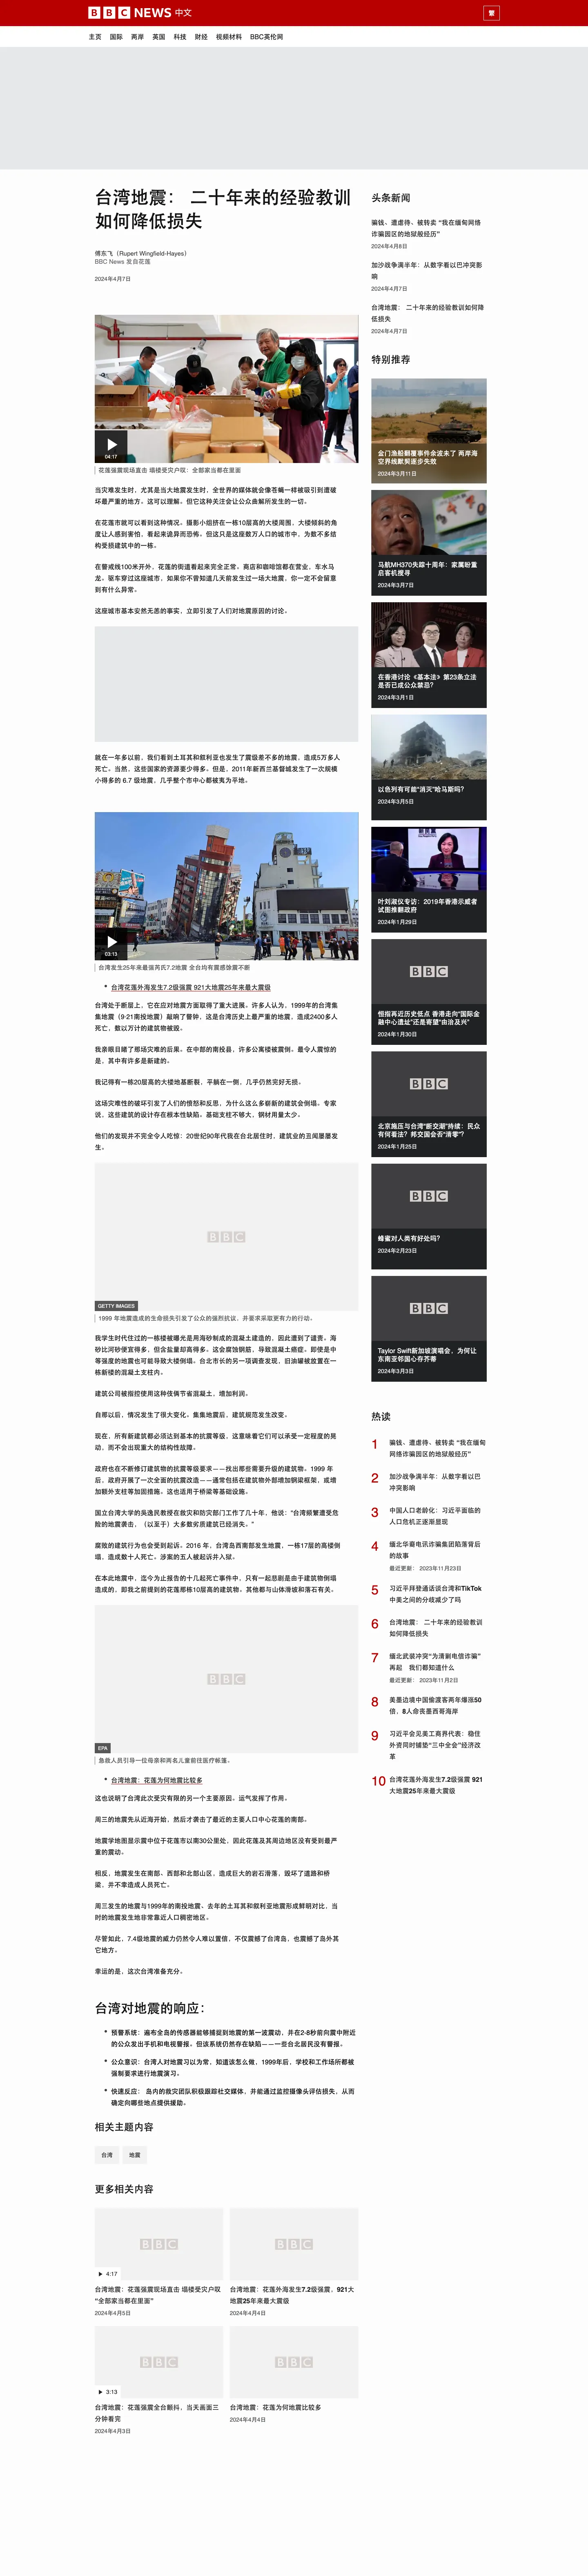 BBC NEWS 中文
繁
主页 国际 两岸 英国 科技 财经 视频材料 BBC英伦网
台湾地震： 二十年来的经验教训
如何降低损失
傅东飞（Rupert Wingfield-Hayes）
BBC News 发自花莲
2024年4月7日
04:17
花莲强震现场直击 塌楼受灾户叹：全部家当都在里面
当灾难发生时，尤其是当大地震发生时，全世界的媒体就会像苍蝇一样被吸引到遭破
坏最严重的地方。这可以理解。但它这种关注会让公众曲解所发生的一切。
在花莲市就可以看到这种情况。摄影小组挤在一栋10层高的大楼周围，大楼倾斜的角
度让人感到害怕，看起来诡异而恐怖。但这只是这座数万人口的城市中，为数不多结
构受损建筑中的一栋。
在警戒线100米开外，花莲的街道看起来完全正常。商店和咖啡馆都在营业，车水马
龙。驱车穿过这座城市，如果你不曾知道几天前发生过一场大地震，你一定不会留意
到有什么异常。
这座城市基本安然无恙的事实，立即引发了人们对地震原因的讨论。
就在一年多以前，我们看到土耳其和叙利亚也发生了震级差不多的地震，造成5万多人
死亡。当然，这些国家的资源要少得多。但是，2011年新西兰基督城发生了一次规模
小得多的 6.7 级地震，几乎整个市中心都被夷为平地。
03:13
台湾发生25年来最强芮氏7.2地震 全台均有震感蚀震不断
台湾花莲外海发生7.2级强震 921大地震25年来最大震级
台湾处于断层上，它在应对地震方面取得了重大进展。许多人认为，1999年的台湾集
集地震（9·21南投地震）敲响了警钟，这是台湾历史上最严重的地震，造成2400多人
死亡，数以万计的建筑物被毁。
我亲眼目睹了那场灾难的后果。在中部的南投县，许多公寓楼被震倒。最令人震惊的
是，其中有许多是新建的。
我记得有一栋20层高的大楼地基断裂，平躺在一侧，几乎仍然完好无损。
这场灾难性的破坏引发了人们的愤怒和反思，为什么这么多崭新的建筑会倒塌。专家
说，这些建筑的设计存在根本性缺陷，基础支柱不够大，钢材用量太少。
他们的发现并不完全令人吃惊：20世纪90年代我在台北居住时，建筑业的丑闻屡屡发
生。
BBC
GETTY IMAGES
1999 年地震造成的生命损失引发了公众的强烈抗议，并要求采取更有力的行动。
我学生时代住过的一栋楼被曝光是用海砂制成的混凝土建造的，因此遭到了谴责。海
砂比河砂便宜得多，但含盐量却高得多。这会腐蚀钢筋，导致混凝土癌症。即使是中
等强度的地震也可能导致大楼倒塌。台北市长的另一项调查发现，旧油罐被放置在一
栋新楼的混凝土支柱内。
建筑公司被指控使用这种伎俩节省混凝土，增加利润。
自那以后，情况发生了很大变化。集集地震后，建筑规范发生改变。
现在，所有新建筑都必须达到基本的抗震等级，这意味着它们可以承受一定程度的晃
动，而不会出现重大的结构性故障。
政府也在不断修订建筑物的抗震等级要求——找出那些需要升级的建筑物。1999 年
后，政府开展了一次全面的抗震改造——通常包括在建筑物外部增加钢梁框架，或增
加额外支柱等加固措施。这也适用于桥梁等基础设施。
国立台湾大学的吴逸民教授在救灾和防灾部门工作了几十年，他说：“台湾频繁遭受危
险的地震袭击，（以至于）大多数劣质建筑已经消失。”
腐败的建筑行为也会受到起诉。2016 年，台湾岛西南部发生地震，一栋17层的高楼倒
塌，造成数十人死亡。涉案的五人被起诉并入狱。
在本此地震中，迄今为止报告的十几起死亡事件中，只有一起悲剧是由于建筑物倒塌
造成的，即我之前提到的花莲那栋10层高的建筑物。其他都与山体滑坡和落石有关。
BBC
EPA
急救人员引导一位母亲和两名儿童前往医疗帐篷。
台湾地震：花莲为何地震比较多
这也说明了台湾此次受灾有限的另一个主要原因。运气发挥了作用。
周三的地震先从近海开始，然后才袭击了最近的主要人口中心花莲的南部。
地震学地图显示震中位于花莲市以南30公里处，因此花莲及其周边地区没有受到最严
重的震动。
相反，地震发生在南部、西部和北部山区，造成巨大的岩石滑落，毁坏了道路和桥
梁，并不幸造成人员死亡。
周三发生的地震与1999年的南投地震、去年的土耳其和叙利亚地震形成鲜明对比，当
时的地震发生地非常靠近人口稠密地区。
尽管如此，7.4级地震的威力仍然令人难以置信，不仅震撼了台湾岛，也震撼了岛外其
它地方。
幸运的是，这次台湾准备充分。
台湾对地震的响应：
预警系统：遍布全岛的传感器能够捕捉到地震的第一波震动，并在2-8秒前向震中附近
的公众发出手机和电视警报。但该系统仍然存在缺陷——一些台北居民没有警报。
公众意识：台湾人对地震习以为常，知道该怎么做，1999年后，学校和工作场所都被
强制要求进行地震演习。
快速反应： 岛内的救灾团队积极跟踪社交媒体，并能通过监控摄像头评估损失，从而
确定向哪些地点提供援助。
相关主题内容
台湾 地震
更多相关内容
BBC
4:17
台湾地震：花莲强震现场直击 塌楼受灾户叹
“全部家当都在里面”
2024年4月5日
BBC
台湾地震：花莲外海发生7.2级强震，921大
地震25年来最大震级
2024年4月4日
BBC
3:13
台湾地震：花莲强震全台颤抖，当天画面三
分钟看完
2024年4月3日
BBC
台湾地震：花莲为何地震比较多
2024年4月4日
头条新闻
骗钱、遭虐待、被转卖 “我在缅甸网络
诈骗园区的地狱般经历”
2024年4月8日
加沙战争满半年：从数字看以巴冲突影
响
2024年4月7日
台湾地震： 二十年来的经验教训如何降
低损失
2024年4月7日
特别推荐
金门渔船翻覆事件余波未了 两岸海
空界线默契逐步失效
2024年3月11日
马航MH370失踪十周年：家属盼重
启客机搜寻
2024年3月7日
在香港讨论《基本法》第23条立法
是否已成公众禁忌？
2024年3月1日
以色列有可能“消灭”哈马斯吗？
2024年3月5日
叶刘淑仪专访：2019年香港示威者
试图推翻政府
2024年1月29日
BBC
恒指再近历史低点 香港走向“国际金
融中心遗址”还是寄望“由治及兴”
2024年1月30日
BBC
北京施压与台湾“断交潮”持续：民众
有何看法？邦交国会否“清零”？
2024年1月25日
BBC
蜂蜜对人类有好处吗？
2024年2月23日
BBC
Taylor Swift新加坡演唱会，为何让
东南亚邻国心存芥蒂
2024年3月3日
热读
1 骗钱、遭虐待、被转卖 “我在缅甸
网络诈骗园区的地狱般经历”
2 加沙战争满半年：从数字看以巴
冲突影响
3 中国人口老龄化：习近平面临的
人口危机正逐渐显现
4 缅北华裔电讯诈骗集团陷落背后
的故事
最近更新： 2023年11月23日
5 习近平拜登通话谈台湾和TikTok
中美之间的分歧减少了吗
6 台湾地震： 二十年来的经验教训
如何降低损失
7 缅北武装冲突“为清剿电信诈骗”
再起 我们都知道什么
最近更新： 2023年11月2日
8 美墨边境中国偷渡客两年爆涨50
倍，8人命丧墨西哥海岸
9 习近平会见美工商界代表：稳住
外资同时铺垫“三中全会”经济改
革
10 台湾花莲外海发生7.2级强震 921
大地震25年来最大震级